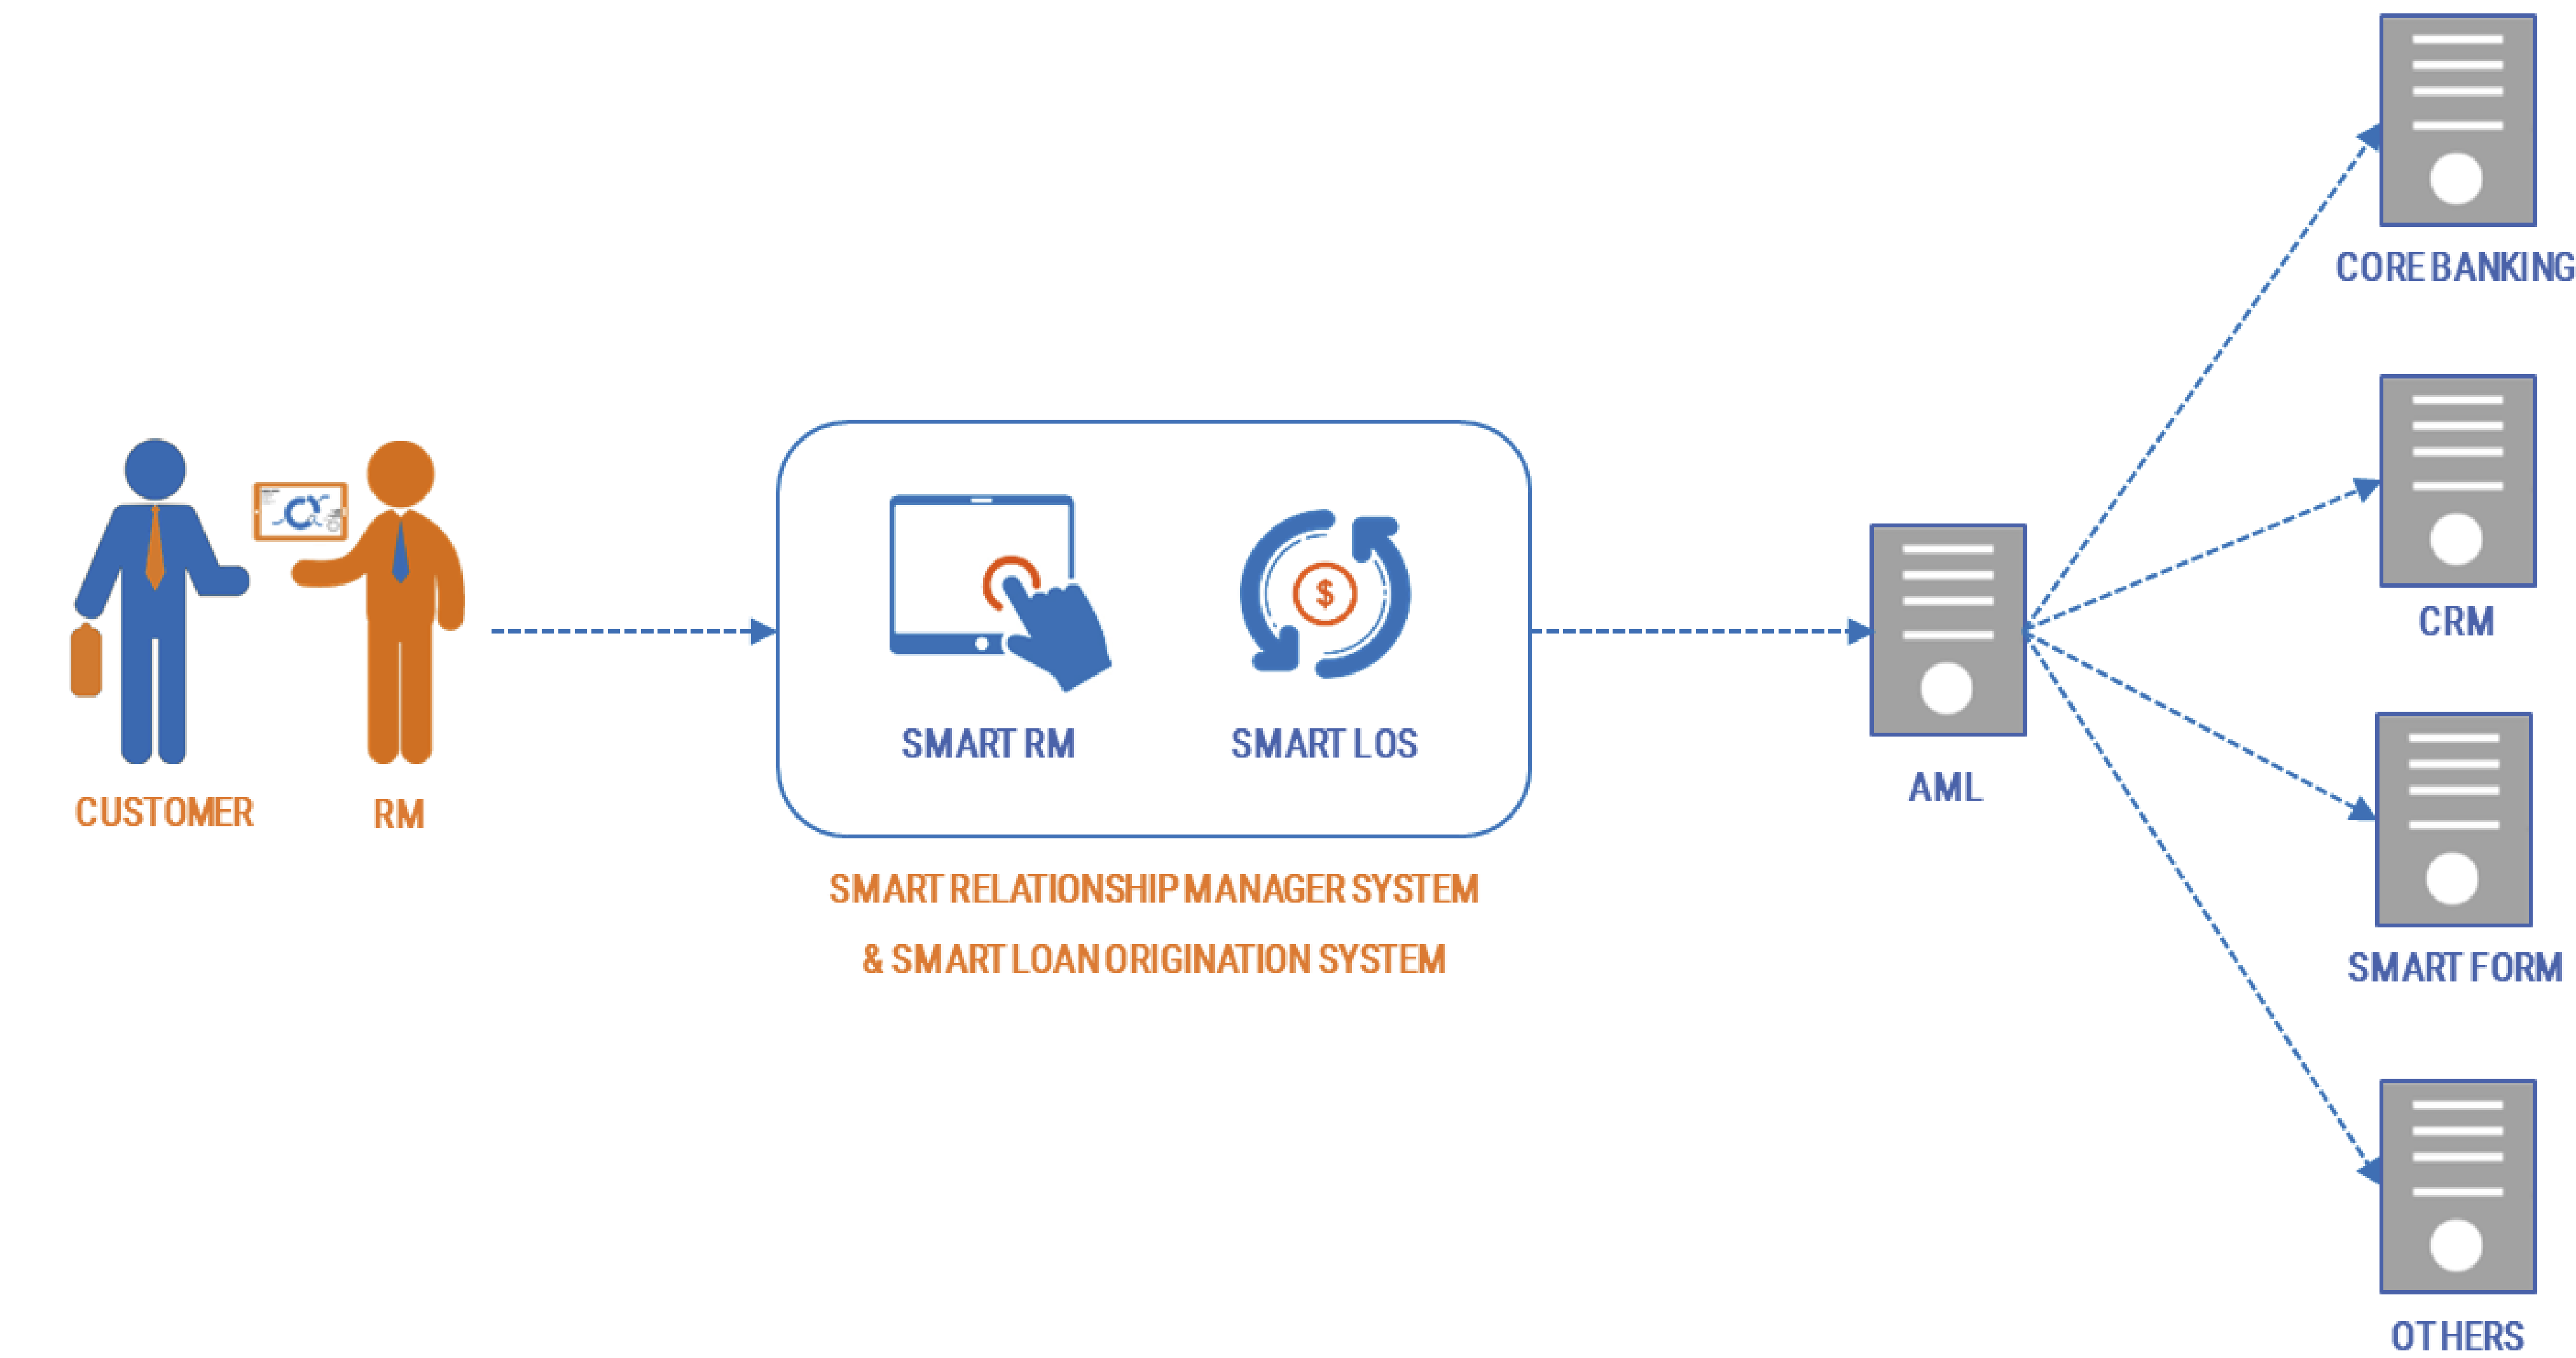 CUSTOMER
RM
SMART RM
SMART LOS
$
SMART RELATIONSHIP MANAGER SYSTEM
& SMART LOAN ORIGINATION SYSTEM
AML
CORE BANKING
CRM
SMART FORM
OTHERS